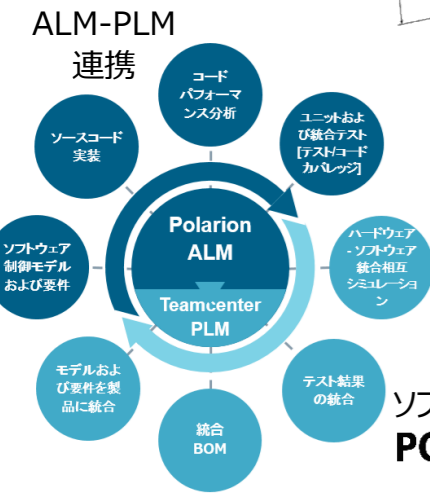 ALM-PLM
連携
コード
パフォーマ
ンス分析
ソースコード
実装
ユニットおよ
び統合テスト
[テスト/コード
カバレッジ]
ソフトウェア
制御モデル
および要件
Polarion
ALM
Teamcenter
PLM
ハードウェア
- ソフトウェア
統合相互
シミュレーショ
ン
モデルおよ
び要件を製
品に統合
統合
BOM
テスト結果
の統合
ソフ
PO